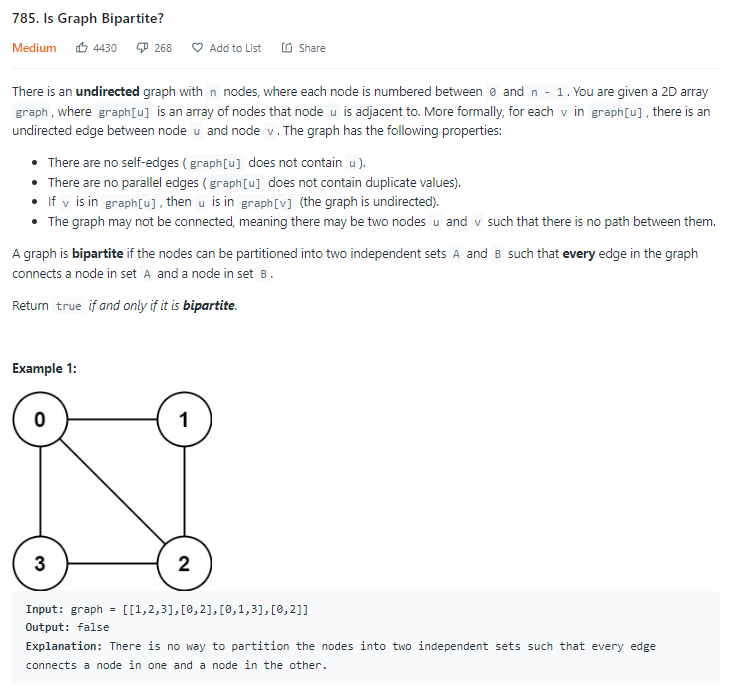 785. Is Graph Bipartite?
Medium 4430 268 Add to List Share
There is an undirected graph with n nodes, where each node is numbered between 0 and n - 1. You are given a 2D array
graph, where graph[u] is an array of nodes that node u is adjacent to. More formally, for each v in graph[u], there is an
undirected edge between node u and node v. The graph has the following properties:
• There are no self-edges (graph[u] does not contain u).
• There are no parallel edges (graph[u] does not contain duplicate values).
• If v is in graph[u], then u is in graph[v] (the graph is undirected).
• The graph may not be connected, meaning there may be two nodes u and v such that there is no path between them.
A graph is bipartite if the nodes can be partitioned into two independent sets A and B such that every edge in the graph
connects a node in set A and a node in set B.
Return true if and only if it is bipartite.
Example 1:
0 1
3 2
Input: graph = [[1,2,3],[0,2],[0,1,3],[0,2]]
Output: false
Explanation: There is no way to partition the nodes into two independent sets such that every edge
connects a node in one and a node in the other.